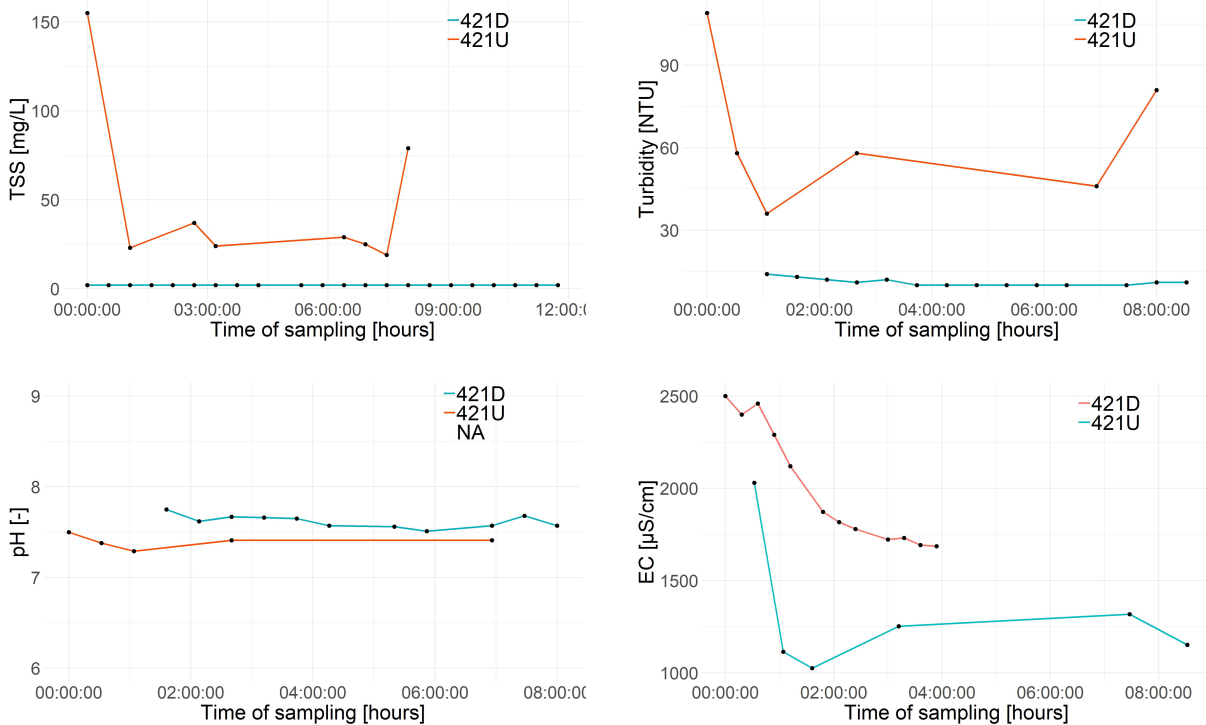 150
100
50
0
TSS [mg/L]
421D
421U
00:00:00 03:00:00 06:00:00 09:00:00 12:00:(
Time of sampling [hours]
90
60
30
Turbidity [NTU]
421D
421U
00:00:00 02:00:00 04:00:00 06:00:00 08:00:00
Time of sampling [hours]
9
8
7
6
pH [-]
421D
421U
NA
00:00:00 02:00:00 04:00:00 06:00:00 08:00:0(
Time of sampling [hours]
2500
2000
1500
1000
EC [µS/cm]
421D
421U
00:00:00 02:00:00 04:00:00 06:00:00 08:00:00
Time of sampling [hours]